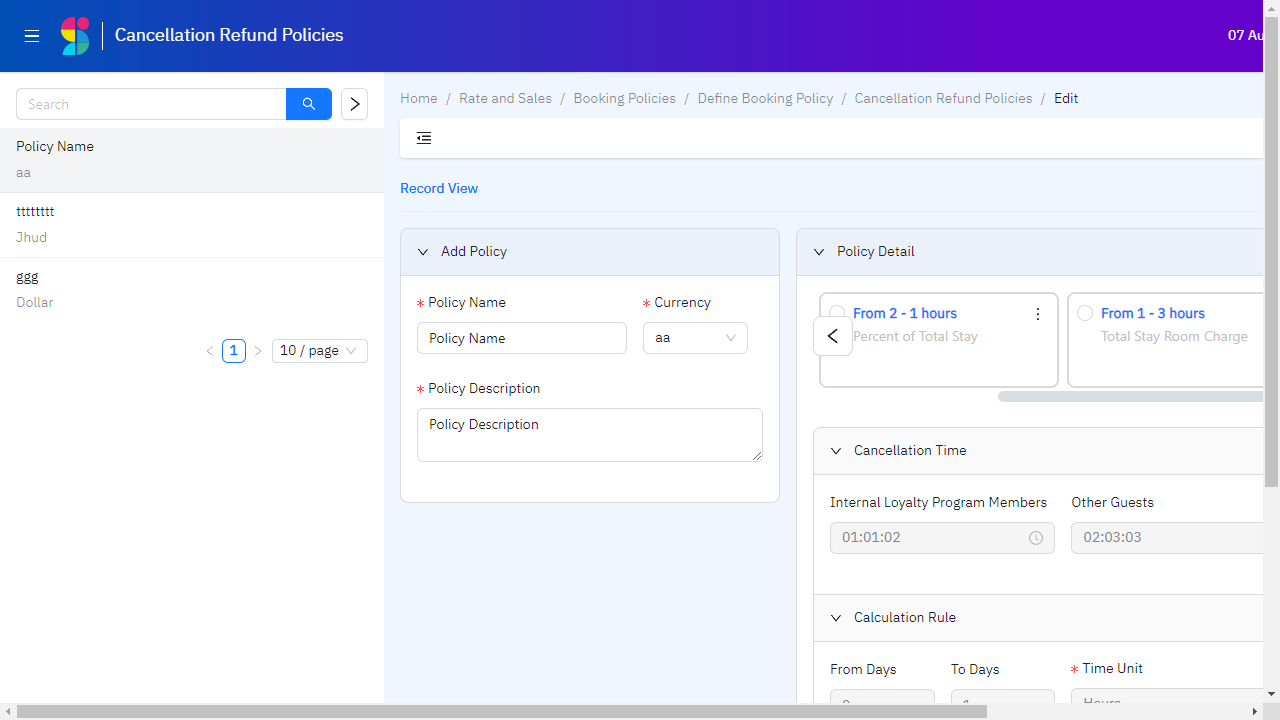 Cancellation Refund Policies
07 Au
Search
Policy Name
aa
tttttttt
Jhud
ggg
Dollar
1
10 / page
Home / Rate and Sales / Booking Policies / Define Booking Policy / Cancellation Refund Policies / Edit
Record View
Add Policy
* Policy Name
* Currency
Policy Name
aa
* Policy Description
Policy Description
Policy Detail
From 2 - 1 hours
Percent of Total Stay
From 1 - 3 hours
Total Stay Room Charge
Cancellation Time
Internal Loyalty Program Members
Other Guests
01:01:02
02:03:03
Calculation Rule
From Days
To Days
* Time Unit
Hours